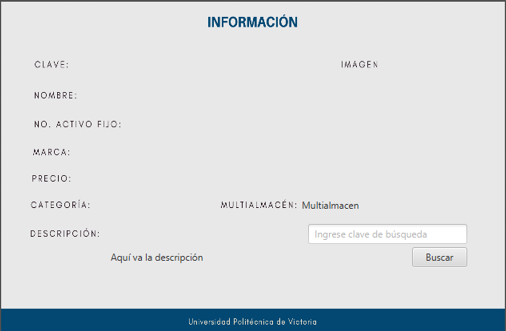 INFORMACIÓN
CLAVE:
IMAGEN
NOMBRE:
NO. ACTIVO FIJO:
MARCA:
PRECIO:
CATEGORÍA:
MULTIALMACÉN: Multialmacen
DESCRIPCIÓN:
Ingrese clave de búsqueda
Aquí va la descripción
Buscar
Universidad Politécnica de Victoria